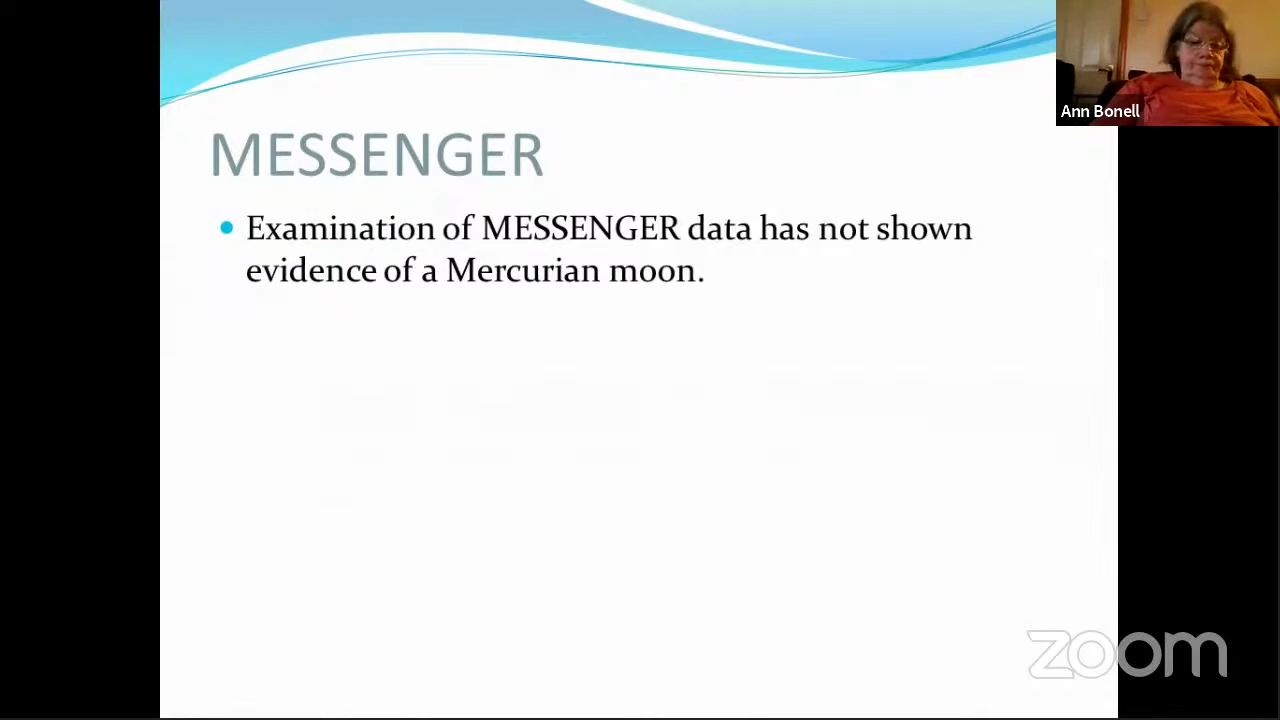 Ann Bonell
MESSENGER
Examination of MESSENGER data has not shown
evidence of a Mercurian moon.
zoom